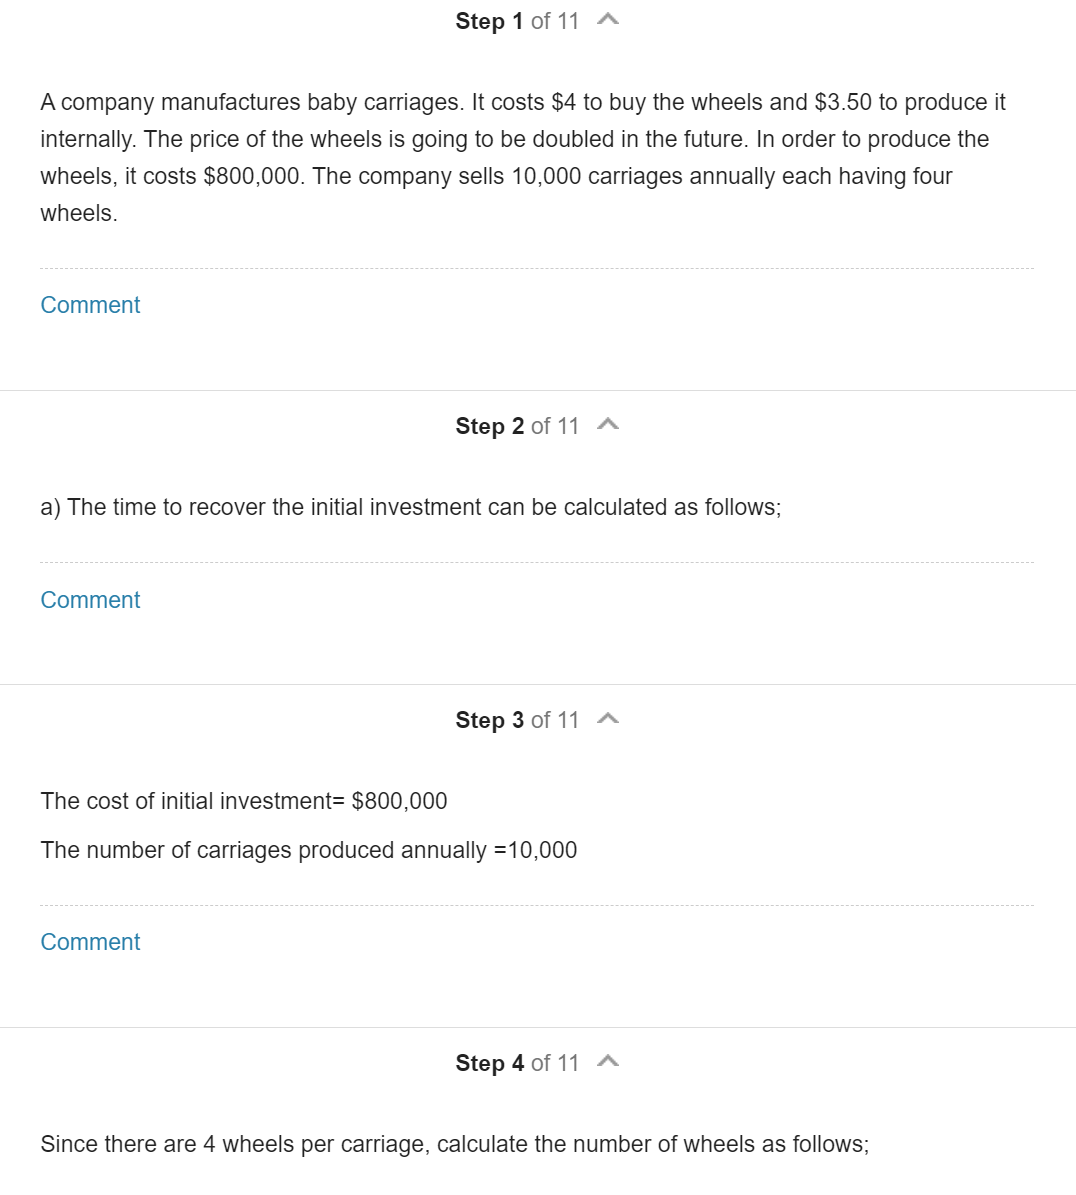 Step 1 of 11
A company manufactures baby carriages. It costs $4 to buy the wheels and $3.50 to produce it
internally. The price of the wheels is going to be doubled in the future. In order to produce the
wheels, it costs $800,000. The company sells 10,000 carriages annually each having four
wheels.
Comment
Step 2 of 11
a) The time to recover the initial investment can be calculated as follows;
Comment
Step 3 of 11
The cost of initial investment= $800,000
The number of carriages produced annually =10,000
Comment
Step 4 of 11
Since there are 4 wheels per carriage, calculate the number of wheels as follows;